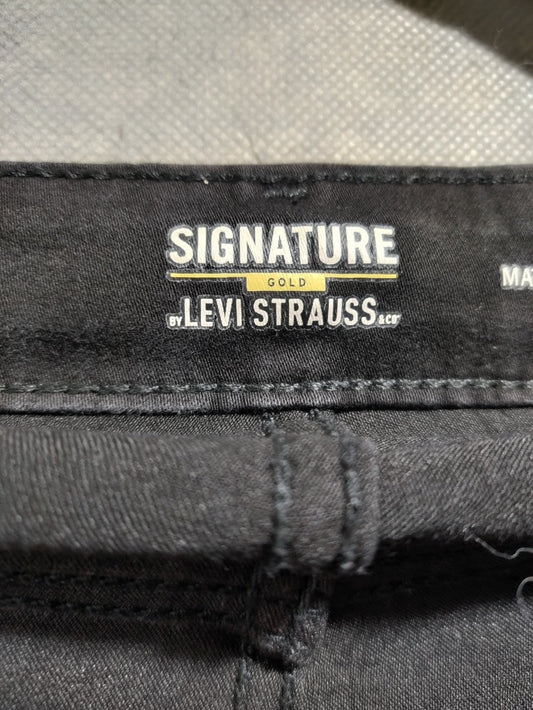 SIGNATURE
GOLD
BY LEVI STRAUSS & CO